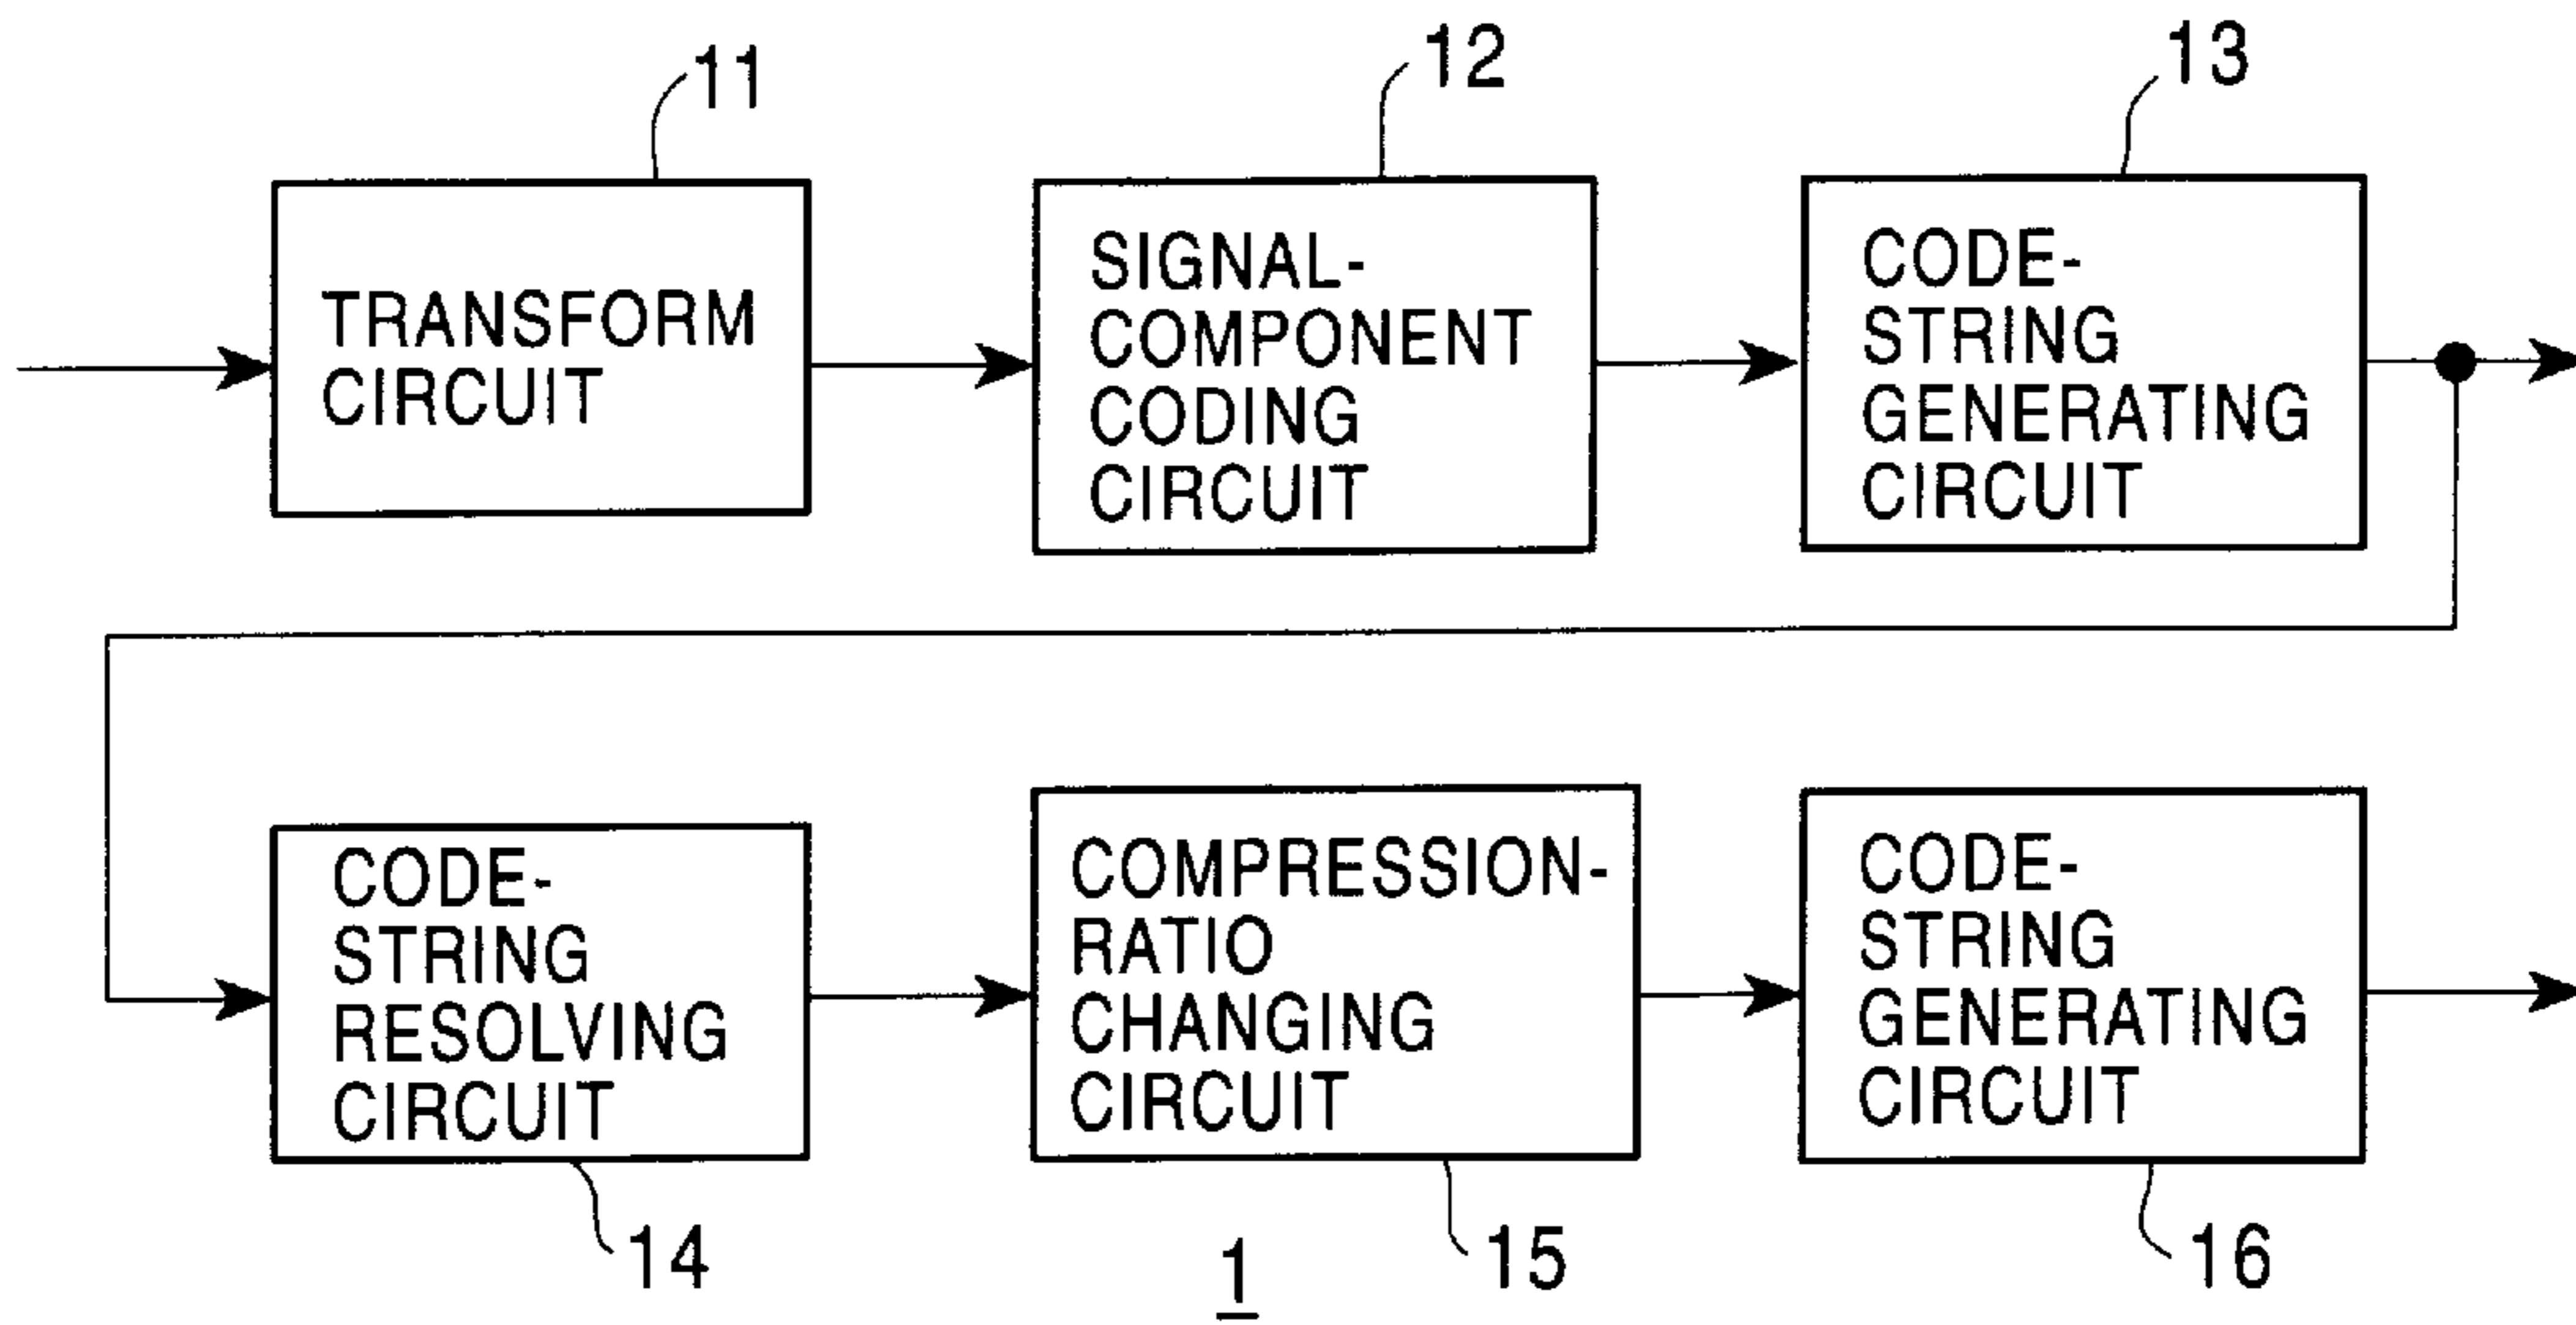 11
12
13
TRANSFORM
CIRCUIT
SIGNAL-
COMPONENT
CODING
CIRCUIT
CODE-
STRING
GENERATING
CIRCUIT
CODE-
STRING
RESOLVING
CIRCUIT
COMPRESSION-
RATIO
CHANGING
CIRCUIT
CODE-
STRING
GENERATING
CIRCUIT
14
15
16
1